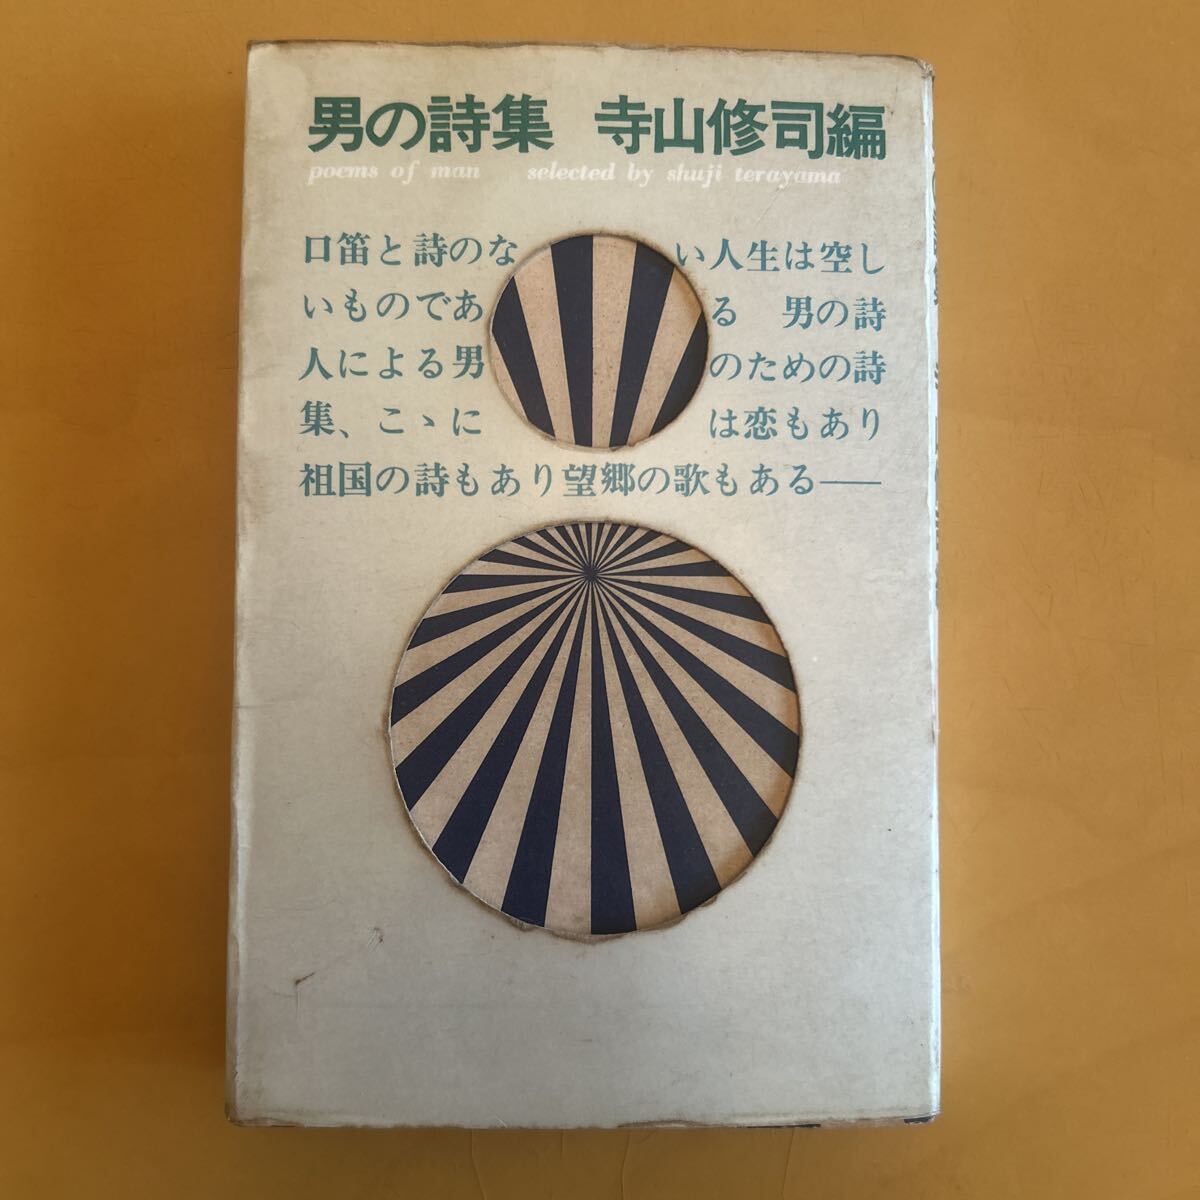 男の詩集 寺山修司編
poems of man selected by shuji terayama
口笛と詩のない人生は空し
いものである 男の詩
人による男のための詩
集、こゝには恋もあり
祖国の詩もあり望郷の歌もある――